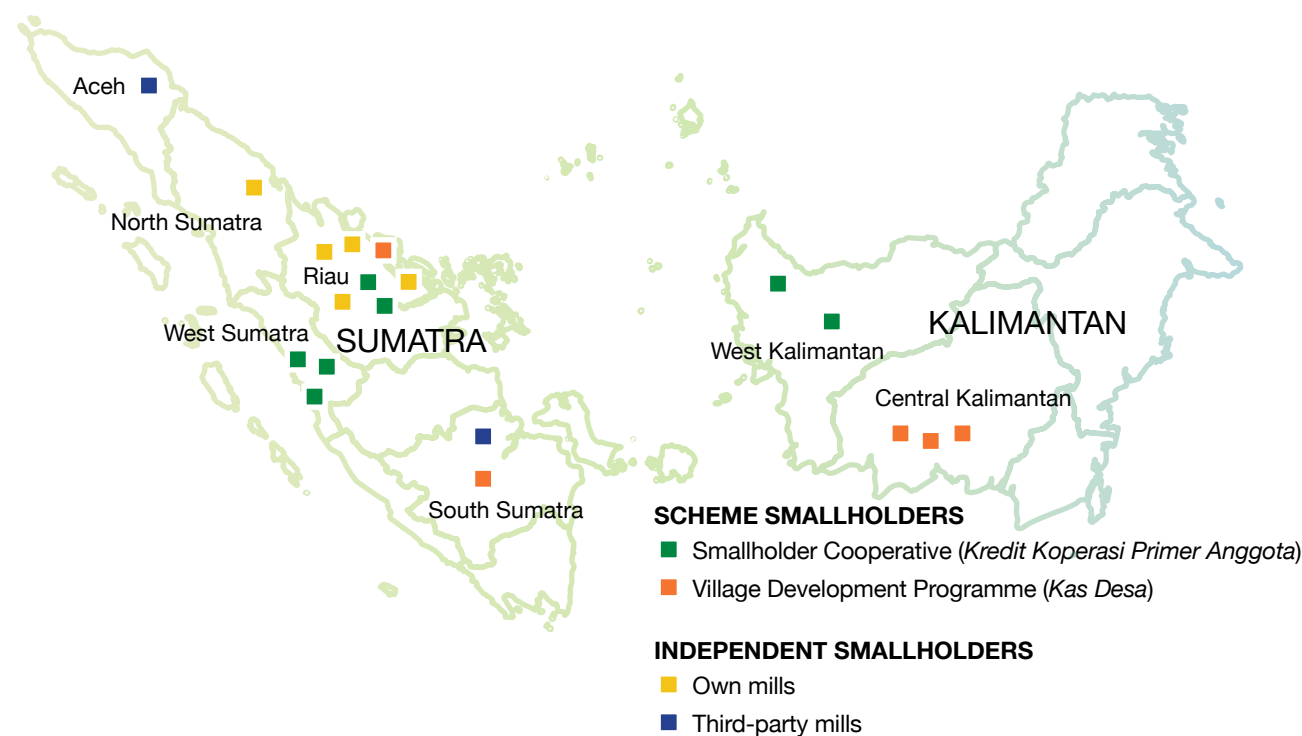 Aceh
North Sumatra
Riau
West Sumatra
SUMATRA
KALIMANTAN
West Kalimantan
Central Kalimantan
South Sumatra
SCHEME SMALLHOLDERS
Smallholder Cooperative (Kredit Koperasi Primer Anggota)
Village Development Programme (Kas Desa)
INDEPENDENT SMALLHOLDERS
Own mills
Third-party mills